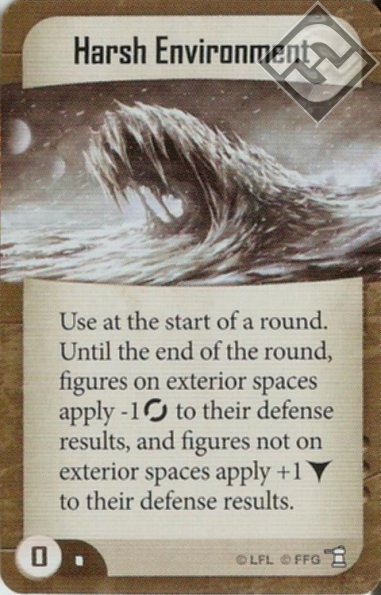 Harsh Environment
Use at the start of a round.
Until the end of the round,
figures on exterior spaces
apply -1 to their defense
results, and figures not on
exterior spaces apply +1
to their defense results.
0
© LFL © FFG